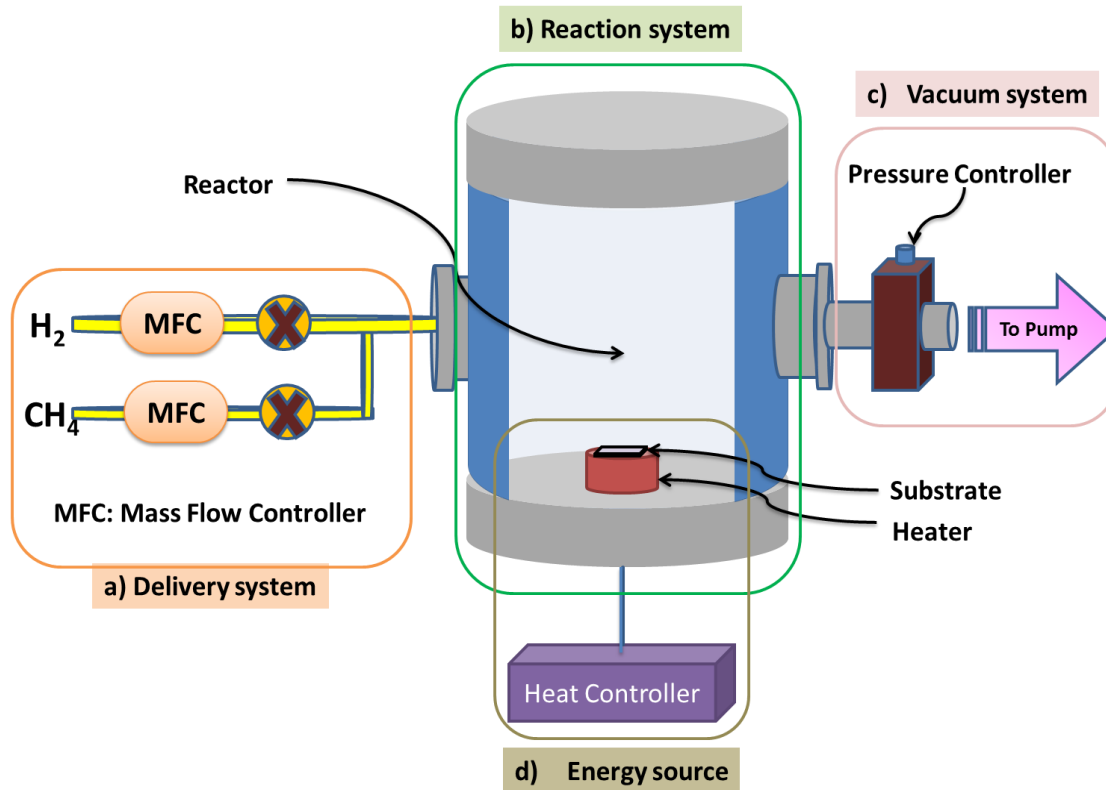 b) Reaction system
c) Vacuum system
Pressure Controller
Reactor
H₂
MFC
To Pump
CH₄
MFC
Substrate
MFC: Mass Flow Controller
Heater
a) Delivery system
Heat Controller
d) Energy source